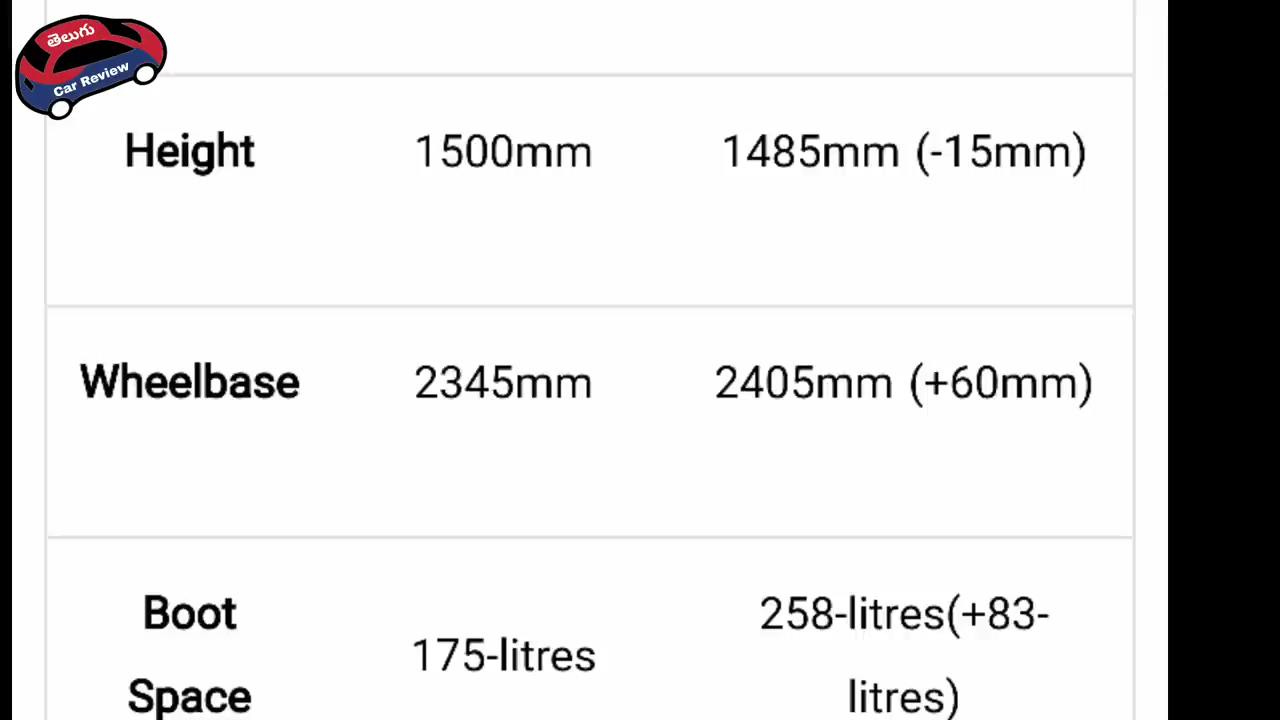 తెలుగు
Car Review
Height 1500mm 1485mm (-15mm)
Wheelbase 2345mm 2405mm (+60mm)
Boot Space 175-litres 258-litres(+83-
litres)